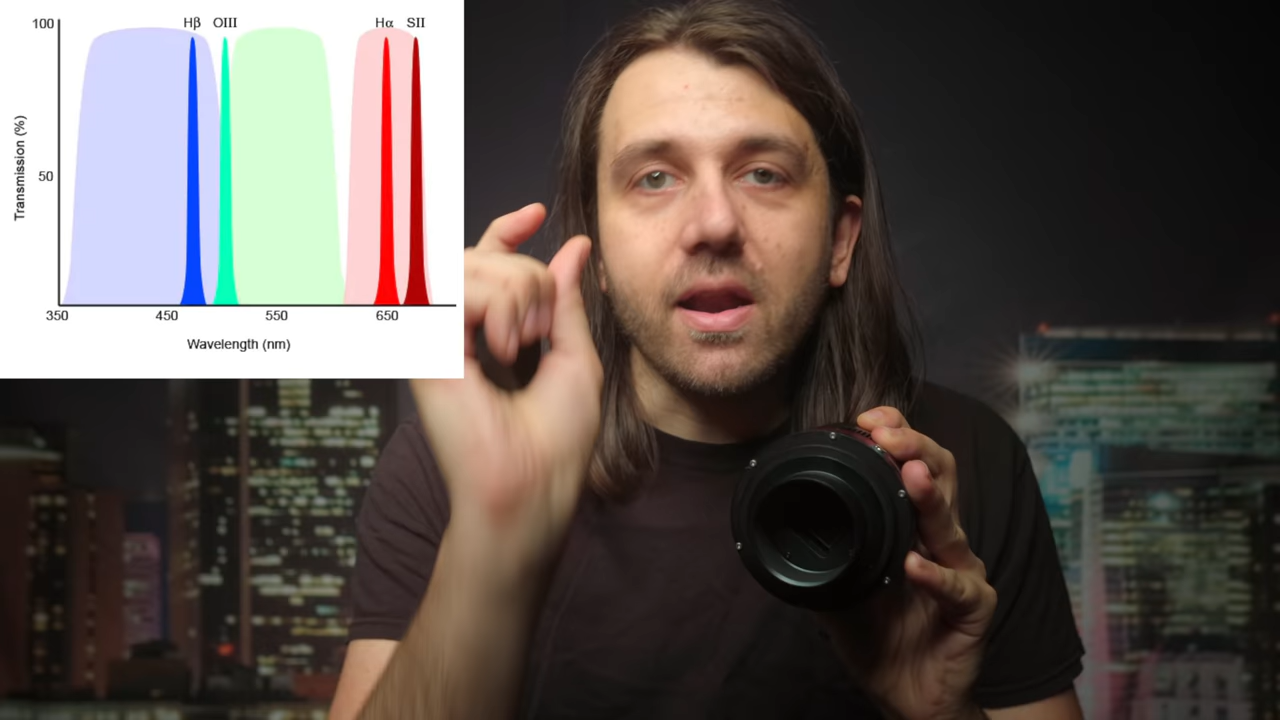 Hβ OIII Hα SII
100
50
Transmission (%)
350 450 550 650
Wavelength (nm)